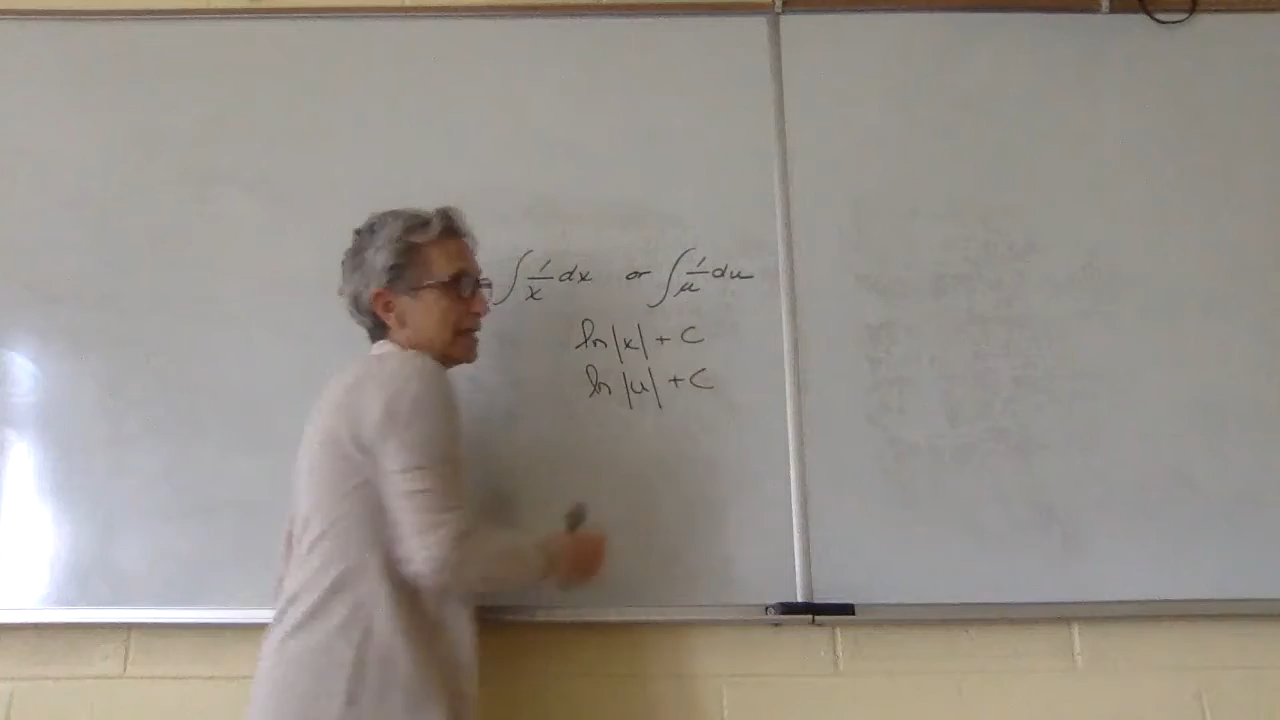 ∫ 1/x dx or ∫ 1/u du
ln |x| + C
ln |u| + C